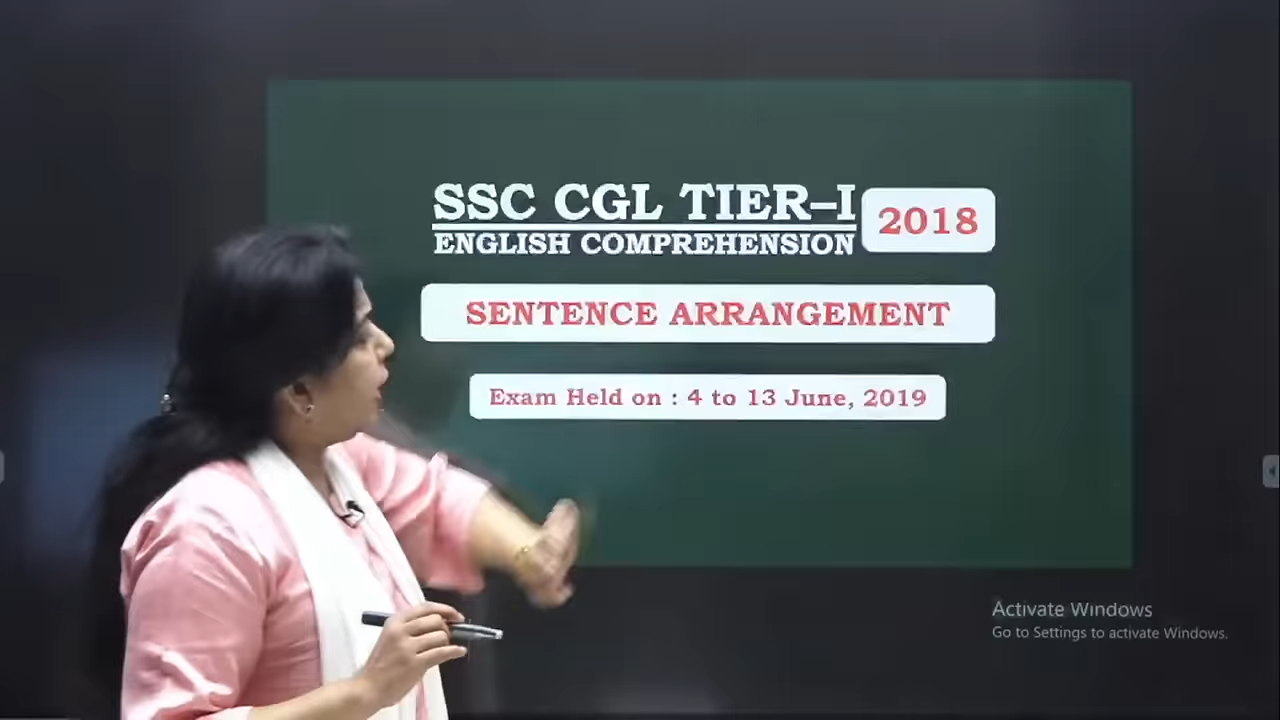 SSC CGL TIER–I
ENGLISH COMPREHENSION
2018
SENTENCE ARRANGEMENT
Exam Held on : 4 to 13 June, 2019
Activate Windows
Go to Settings to activate Windows.